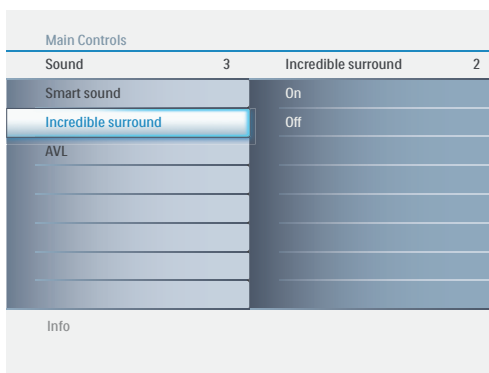 Main Controls
Sound 3 Incredible surround 2
Smart sound On
Incredible surround Off
AVL
Info